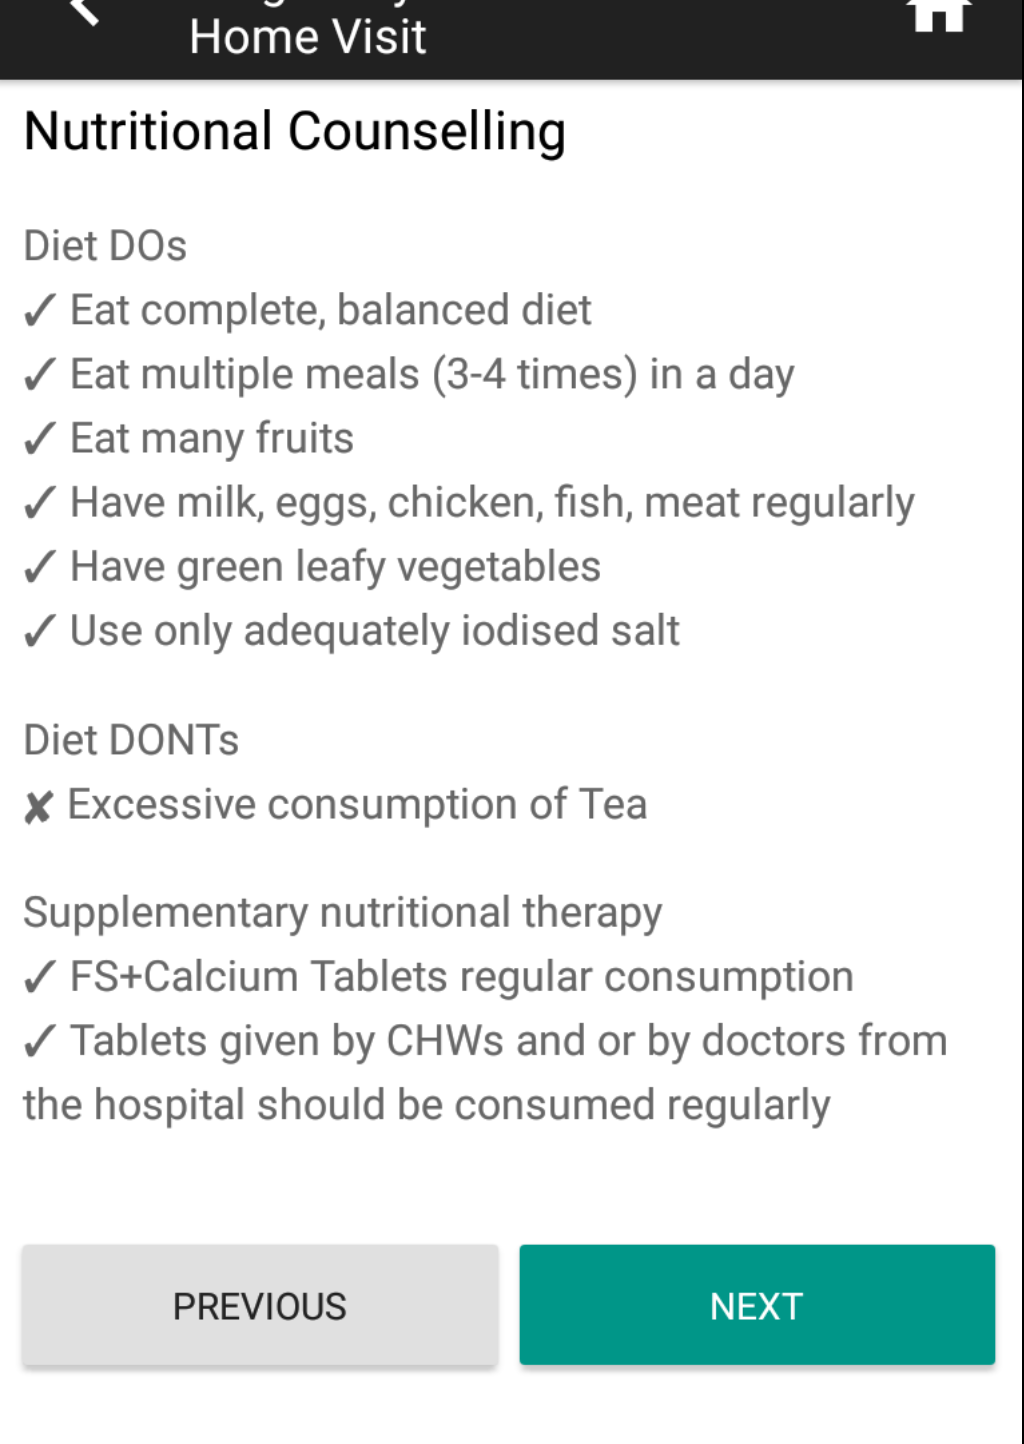 Home Visit
Nutritional Counselling
Diet DOs
✓ Eat complete, balanced diet
✓ Eat multiple meals (3-4 times) in a day
✓ Eat many fruits
✓ Have milk, eggs, chicken, fish, meat regularly
✓ Have green leafy vegetables
✓ Use only adequately iodised salt
Diet DONTs
✘ Excessive consumption of Tea
Supplementary nutritional therapy
✓ FS+Calcium Tablets regular consumption
✓ Tablets given by CHWs and or by doctors from
the hospital should be consumed regularly
PREVIOUS
NEXT